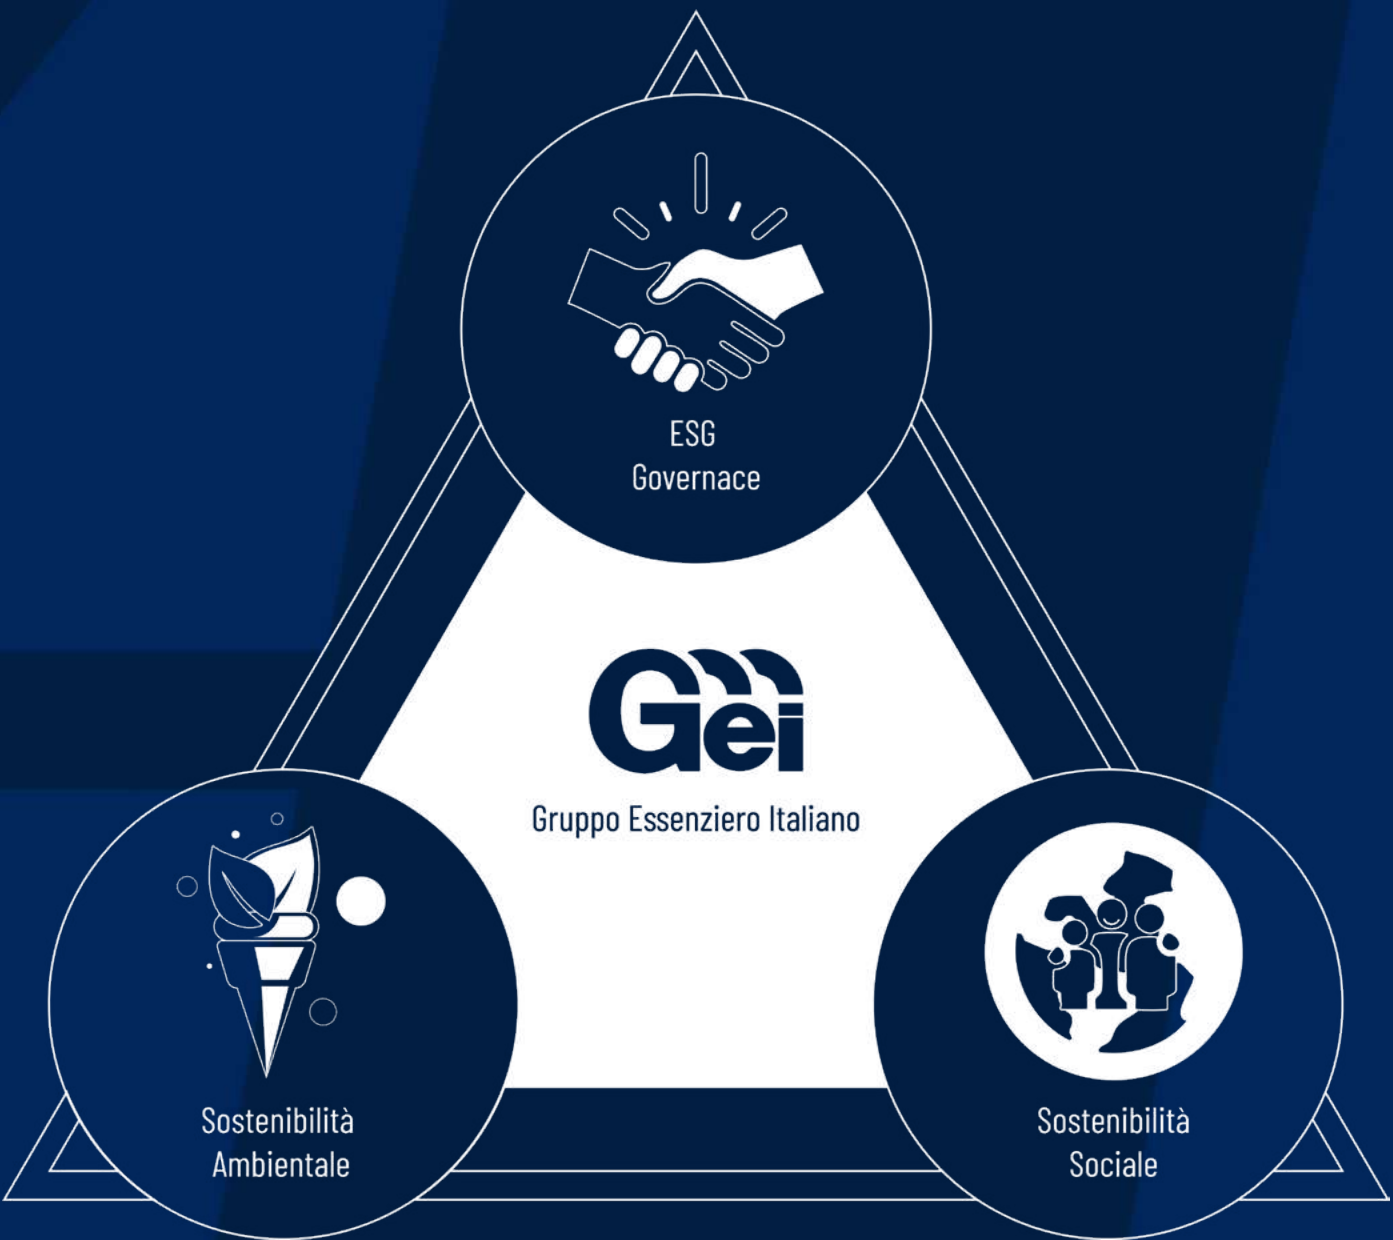 ESG
Governace
Gei
Gruppo Essenziero Italiano
Sostenibilità
Ambientale
Sostenibilità
Sociale